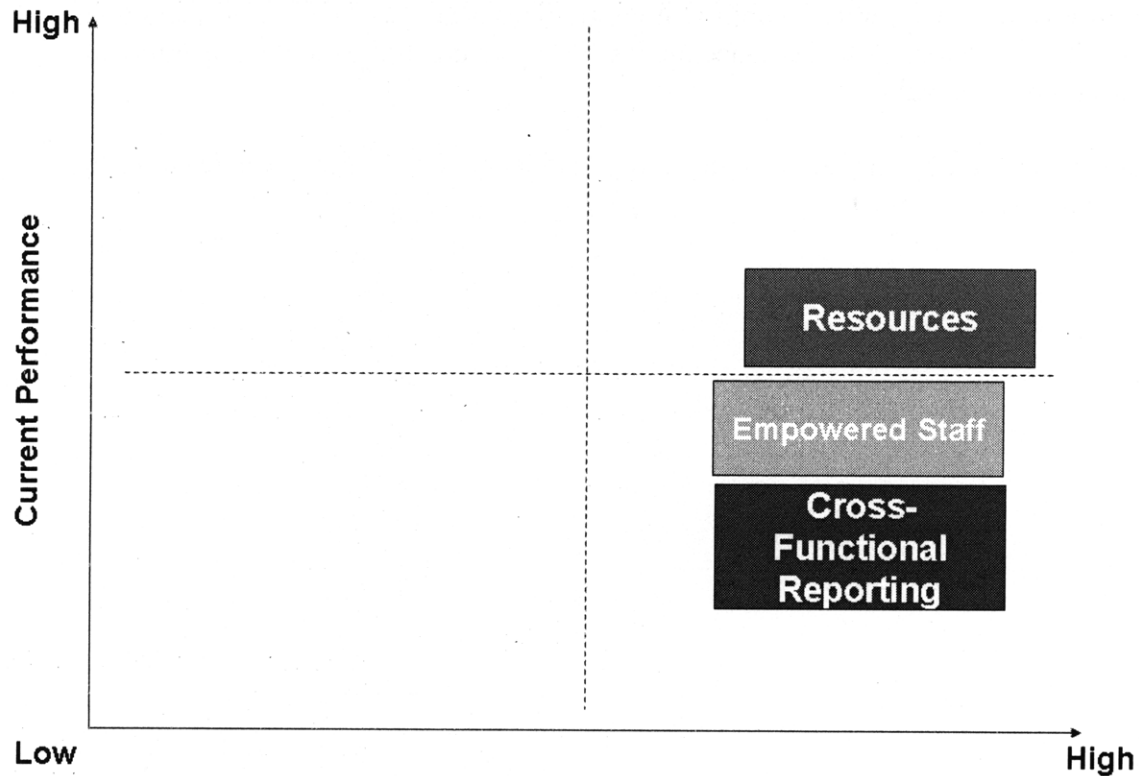 High
Current Performance
Resources
Empowered Staff
Cross-
Functional
Reporting
Low
High